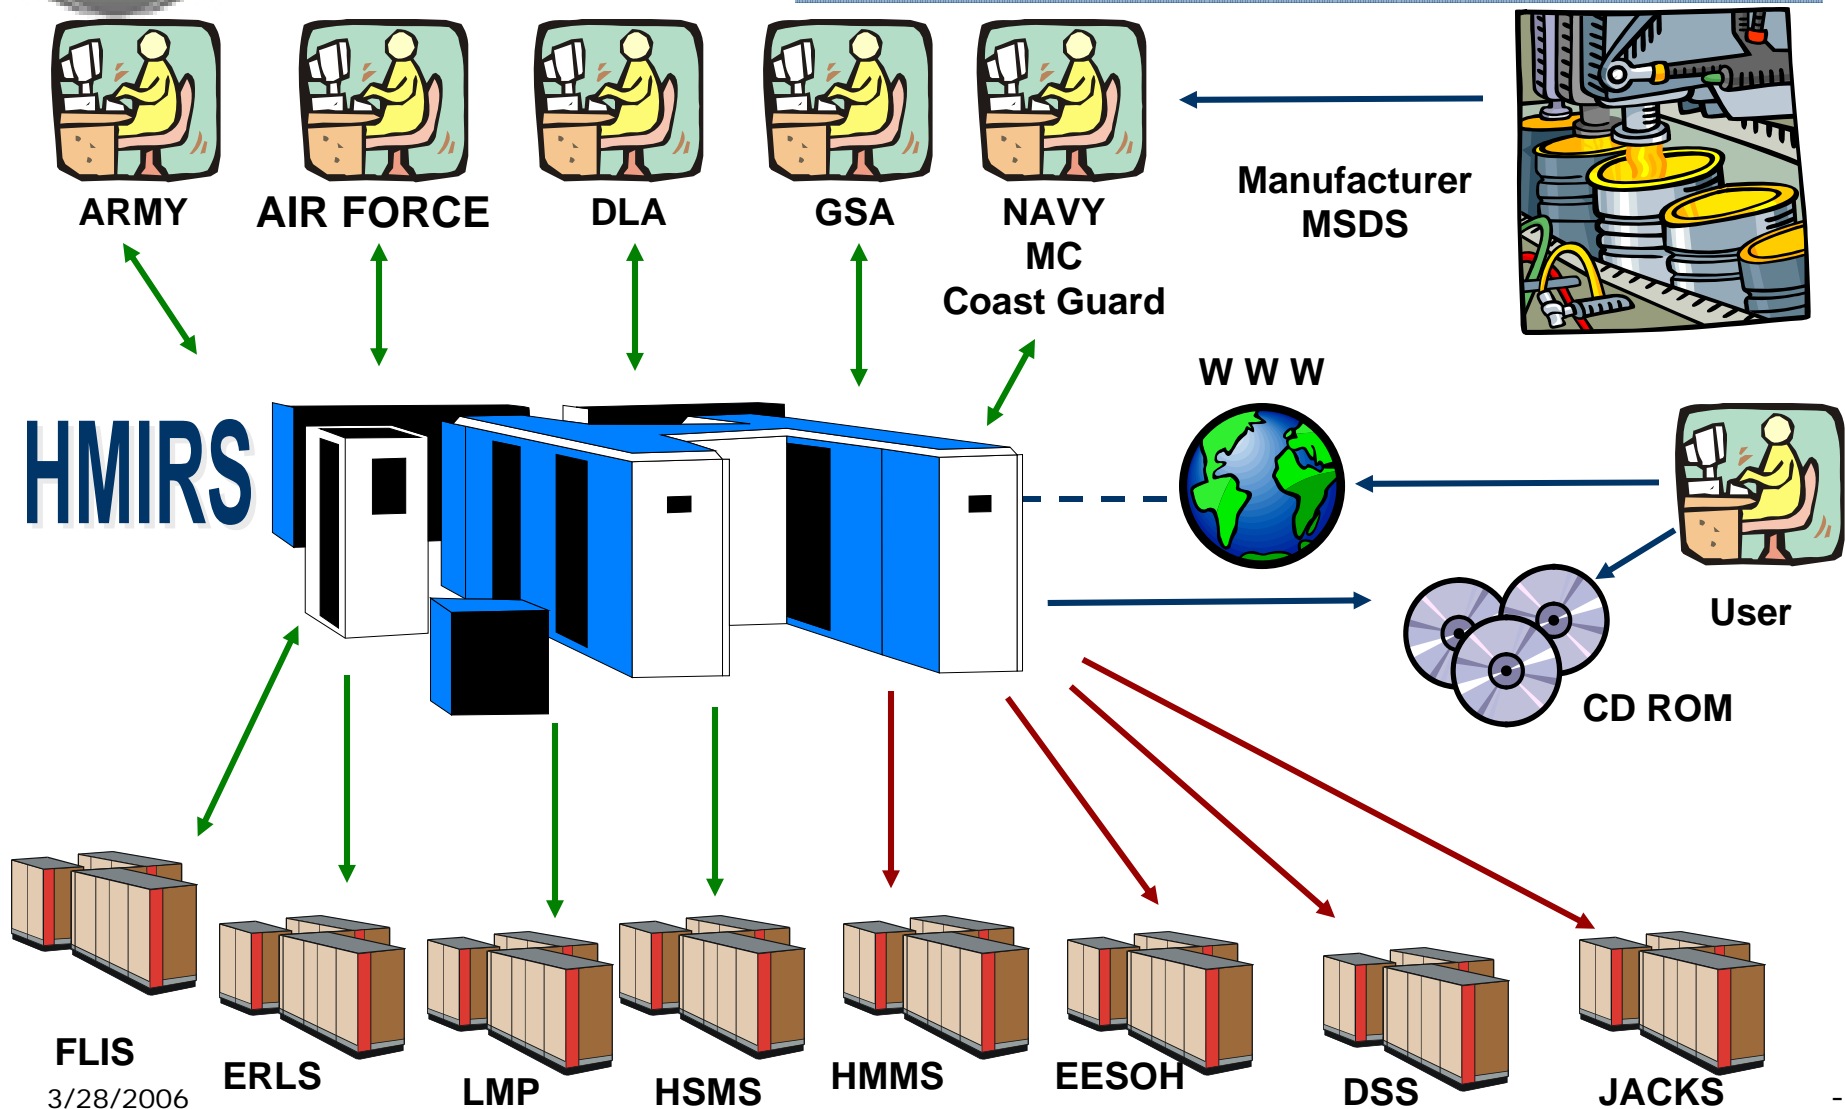 ARMY
AIR FORCE
DLA
GSA
NAVY
MC
Coast Guard
Manufacturer
MSDS
W W W
HMIRS
User
CD ROM
FLIS
ERLS
LMP
HSMS
HMMS
EESOH
DSS
JACKS
3/28/2006
-